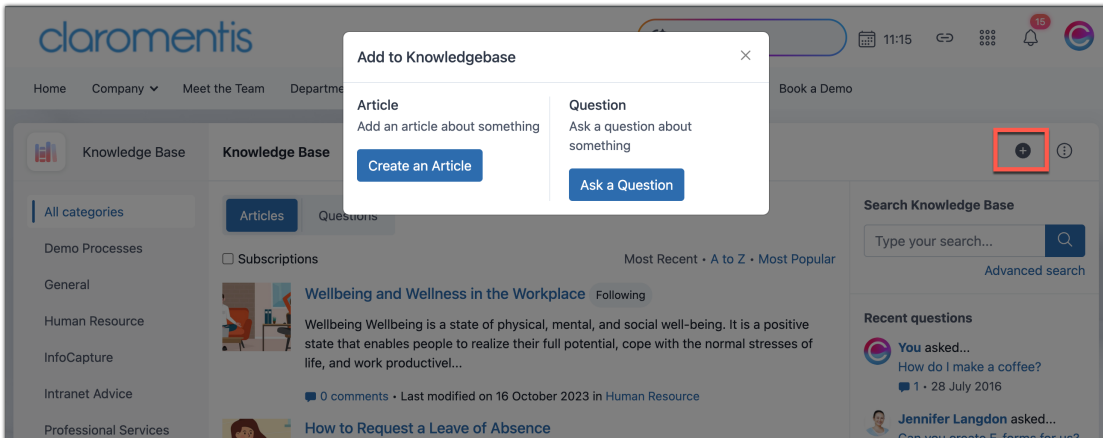 claromentis
11:15
15
Home
Company
Meet the Team
Book a Demo
Add to Knowledgebase
Article
Add an article about something
Create an Article
Question
Ask a question about
something
Ask a Question
Knowledge Base
Knowledge Base
All categories
Demo Processes
General
Human Resource
InfoCapture
Intranet Advice
Professional Services
Articles
Questions
Subscriptions
Most Recent • A to Z • Most Popular
Wellbeing and Wellness in the Workplace Following
Wellbeing Wellbeing is a state of physical, mental, and social well-being. It is a positive
state that enables people to realize their full potential, cope with the normal stresses of
life, and work productivel...
0 comments • Last modified on 16 October 2023 in Human Resource
How to Request a Leave of Absence
Search Knowledge Base
Type your search...
Advanced search
Recent questions
You asked...
How do I make a coffee?
1 • 28 July 2016
Jennifer Langdon asked...
Can you create E-forms for us?